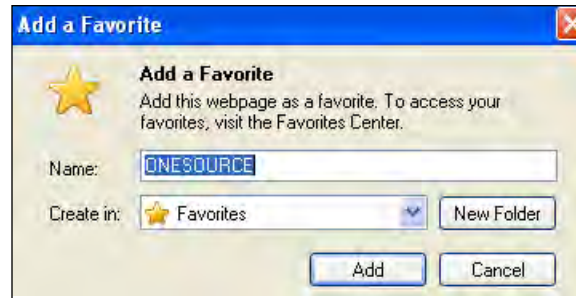 Add a Favorite
Add a Favorite
Add this webpage as a favorite. To access your
favorites, visit the Favorites Center.
Name: ONESOURCE
Create in: Favorites New Folder
Add Cancel